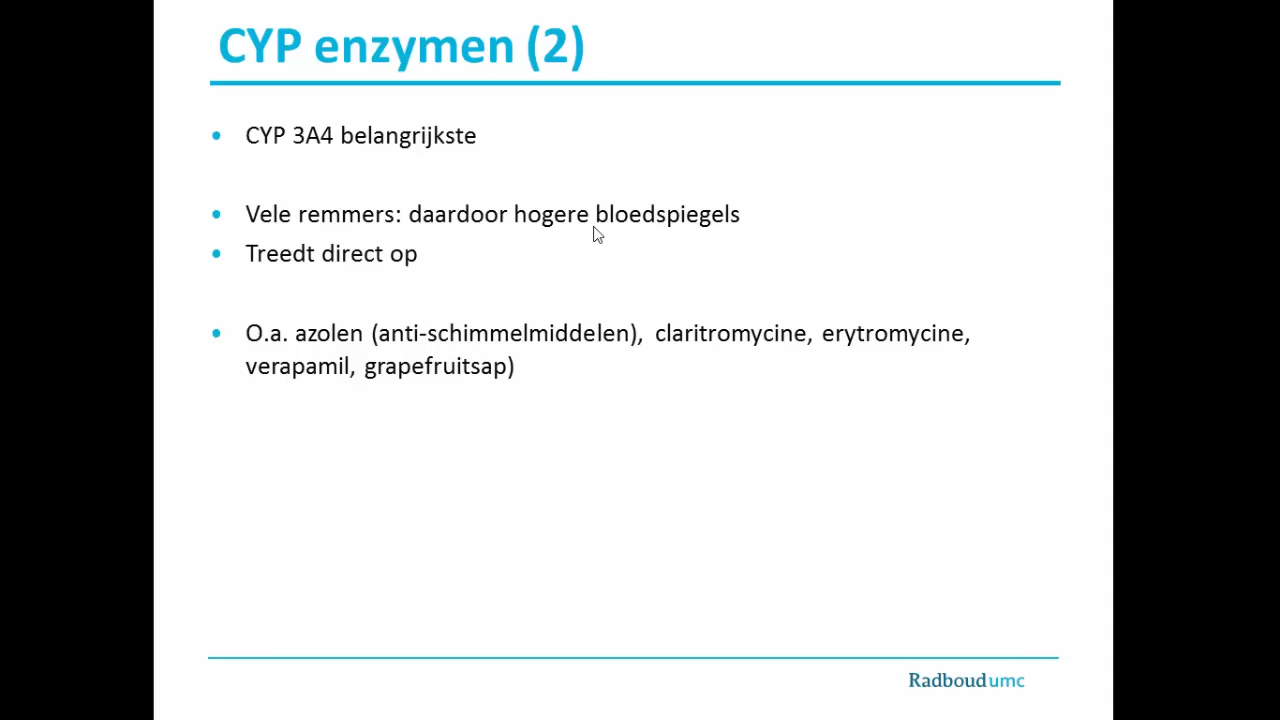 CYP enzymen (2)
• CYP 3A4 belangrijkste
• Vele remmers: daardoor hogere bloedspiegels
• Treedt direct op
• O.a. azolen (anti-schimmelmiddelen), claritromycine, erytromycine,
verapamil, grapefruitsap)
Radboudumc